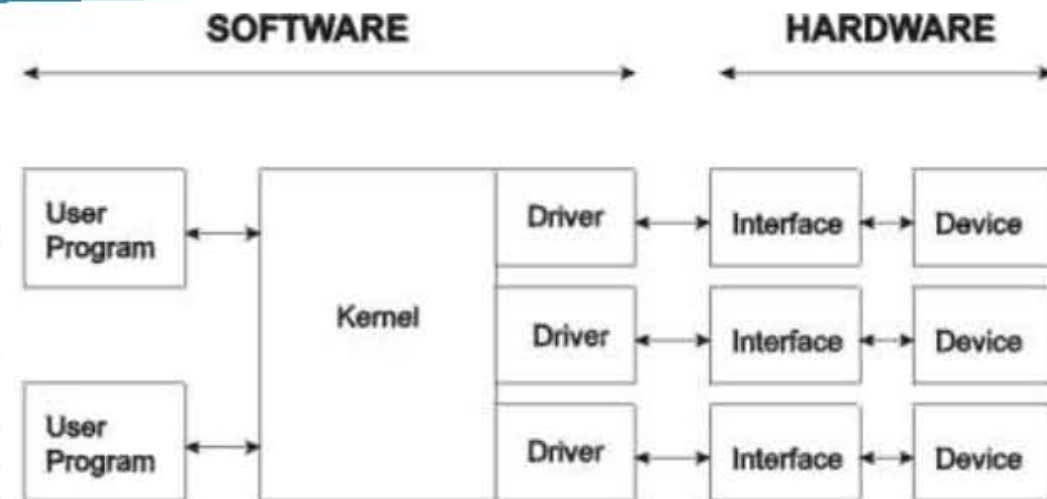 SOFTWARE HARDWARE
User
Program
Driver
Interface
Device
Kernel
Driver
Interface
Device
User
Program
Driver
Interface
Device